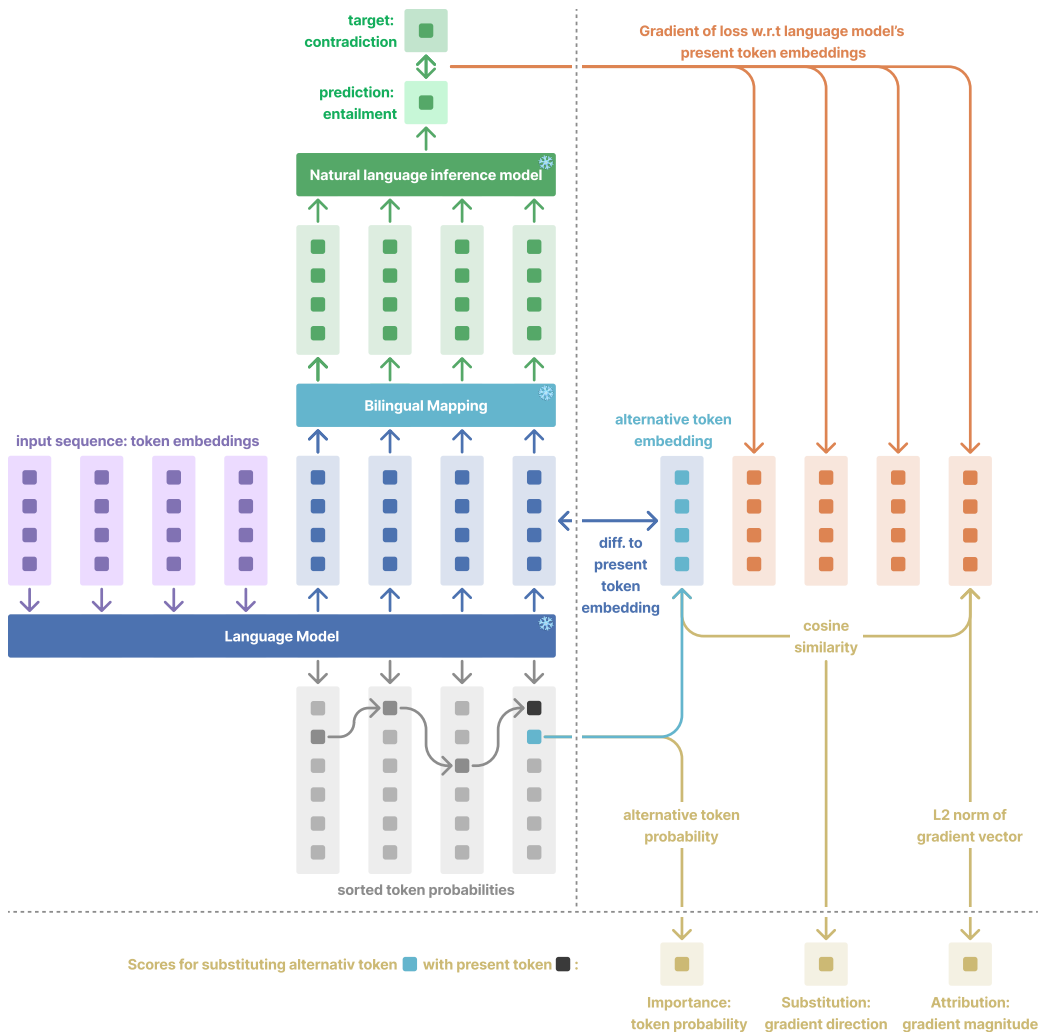 target:
contradiction
Gradient of loss w.r.t language model's
present token embeddings
prediction:
entailment
Natural language inference model
Bilingual Mapping
alternative token
embedding
input sequence: token embeddings
diff. to
present
token
embedding
Language Model
cosine
similarity
alternative token
probability
L2 norm of
gradient vector
sorted token probabilities
Scores for substituting alternativ token with present token :
Importance:
token probability
Substitution:
gradient direction
Attribution:
gradient magnitude